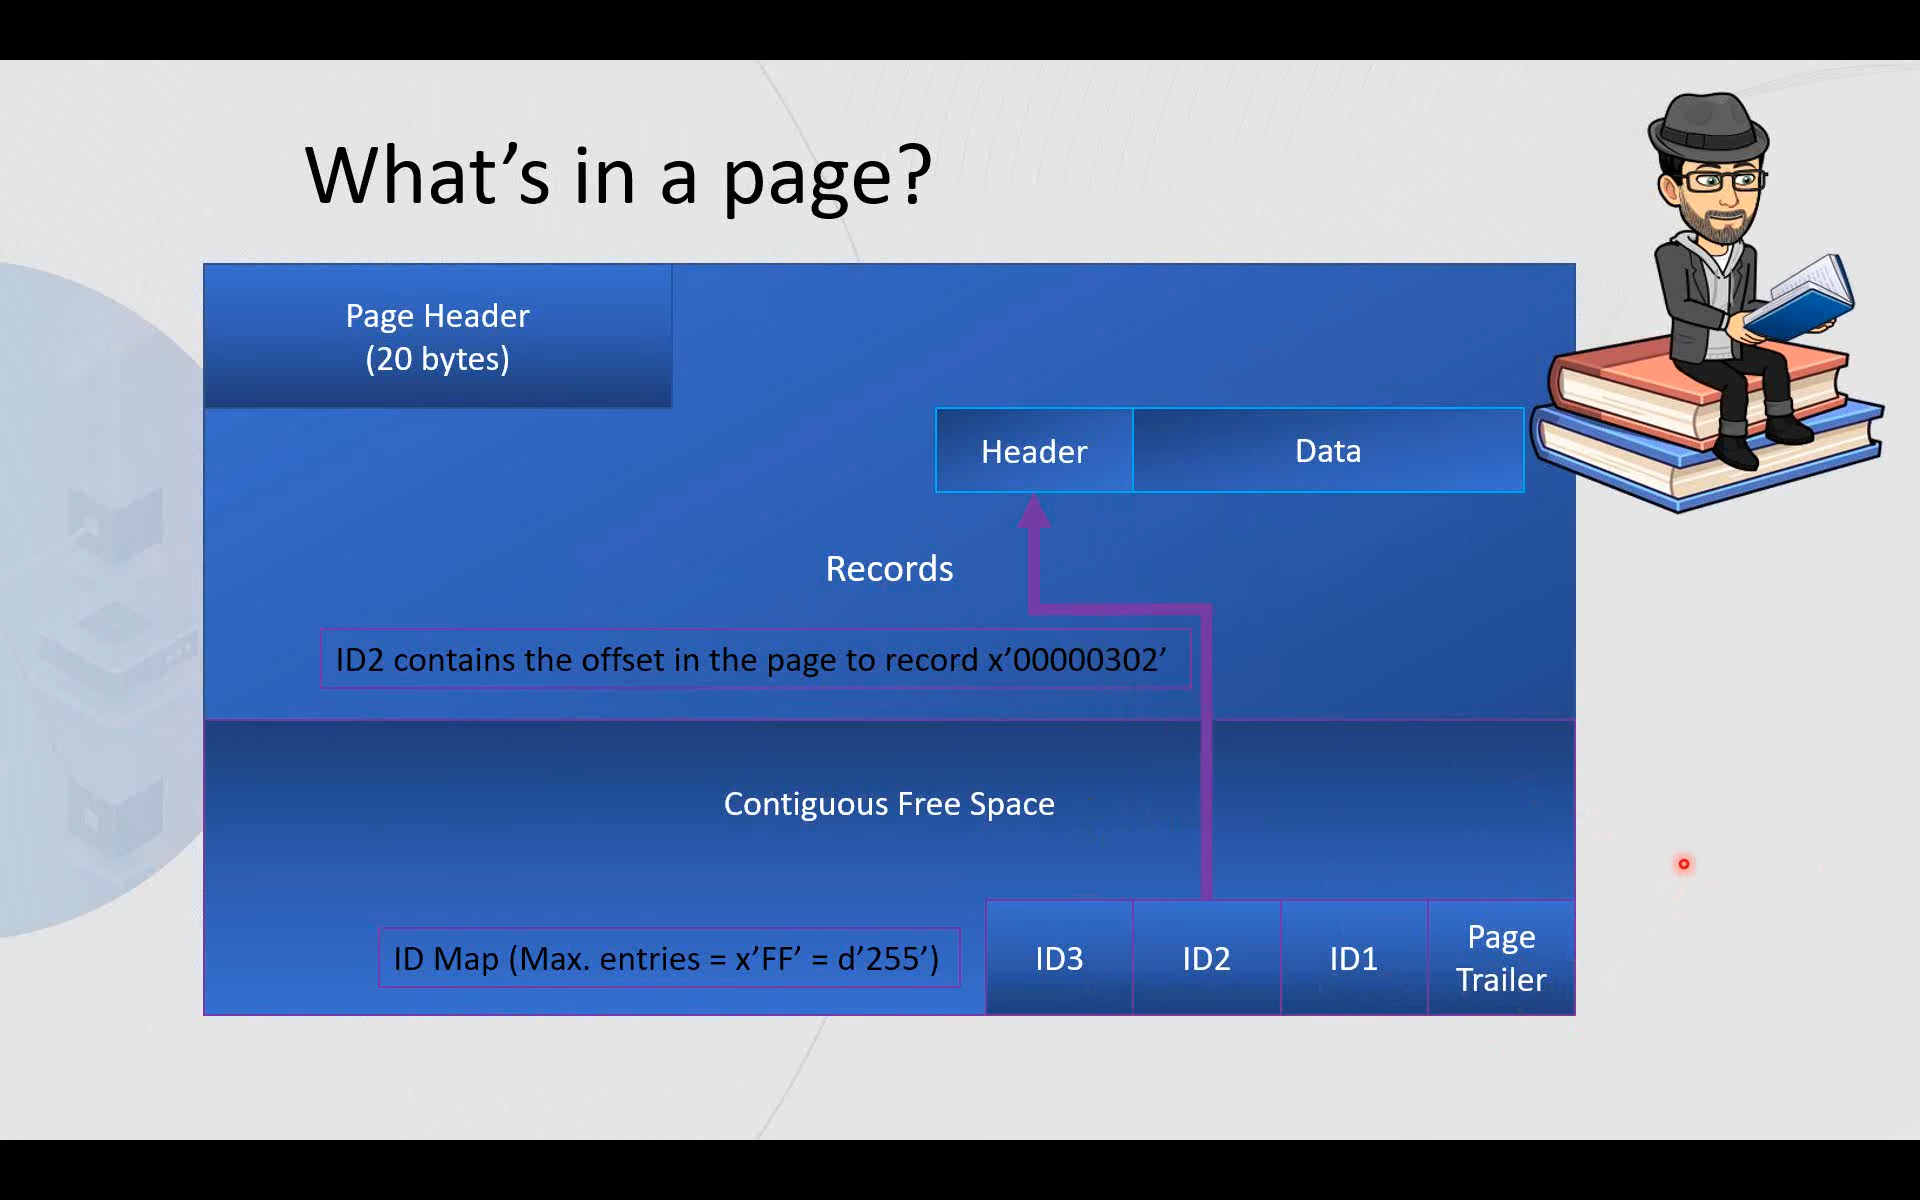 What’s in a page?
Page Header
(20 bytes)
Header
Data
Records
ID2 contains the offset in the page to record x’00000302’
Contiguous Free Space
ID Map (Max. entries = x’FF’ = d’255’)
ID3
ID2
ID1
Page
Trailer